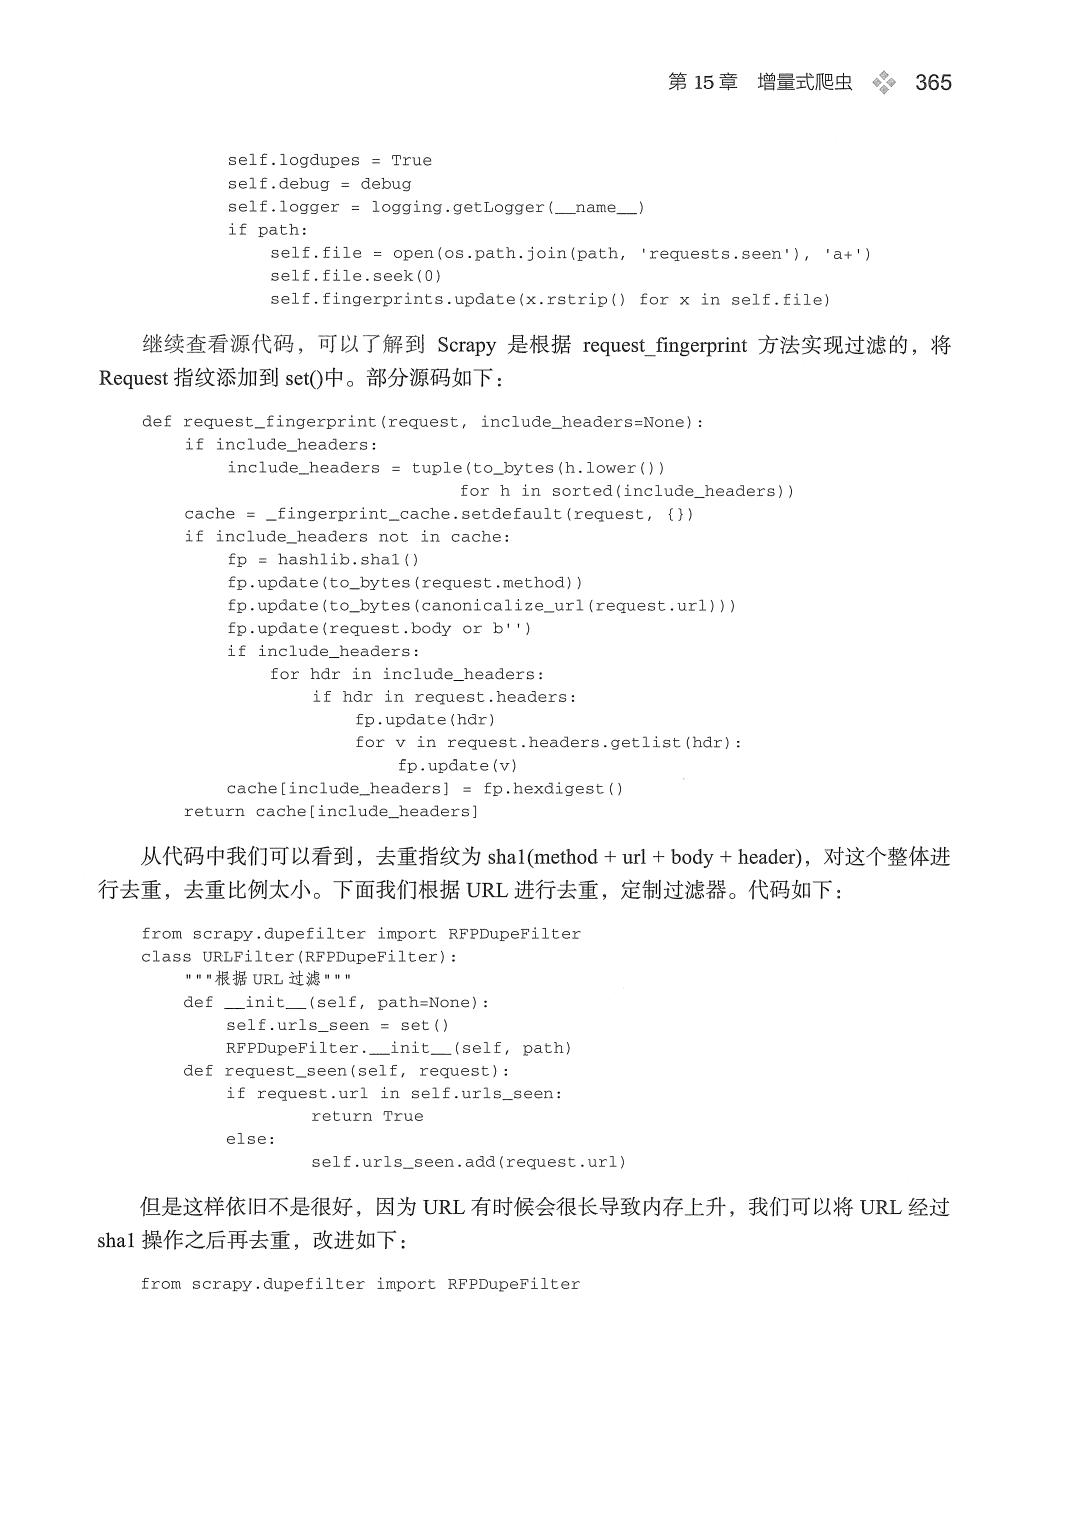 第 15 章 增量式爬虫 365
self.logdupes = True
self.debug = debug
self.logger = logging.getLogger(__name__)
if path:
self.file = open(os.path.join(path, 'requests.seen'), 'a+')
self.file.seek(0)
self.fingerprints.update(x.rstrip() for x in self.file)
继续查看源代码，可以了解到 Scrapy 是根据 request_fingerprint 方法实现过滤的，将
Request 指纹添加到 set()中。部分源码如下：
def request_fingerprint(request, include_headers=None):
if include_headers:
include_headers = tuple(to_bytes(h.lower())
for h in sorted(include_headers))
cache = _fingerprint_cache.setdefault(request, {})
if include_headers not in cache:
fp = hashlib.sha1()
fp.update(to_bytes(request.method))
fp.update(to_bytes(canonicalize_url(request.url)))
fp.update(request.body or b'')
if include_headers:
for hdr in include_headers:
if hdr in request.headers:
fp.update(hdr)
for v in request.headers.getlist(hdr):
fp.update(v)
cache[include_headers] = fp.hexdigest()
return cache[include_headers]
从代码中我们可以看到，去重指纹为 sha1(method + url + body + header)，对这个整体进
行去重，去重比例太小。下面我们根据 URL 进行去重，定制过滤器。代码如下：
from scrapy.dupefilter import RFPDupeFilter
class URLFilter(RFPDupeFilter):
"""根据 URL 过滤"""
def __init__(self, path=None):
self.urls_seen = set()
RFPDupeFilter.__init__(self, path)
def request_seen(self, request):
if request.url in self.urls_seen:
return True
else:
self.urls_seen.add(request.url)
但是这样依旧不是很好，因为 URL 有时候会很长导致内存上升，我们可以将 URL 经过
sha1 操作之后再去重，改进如下：
from scrapy.dupefilter import RFPDupeFilter